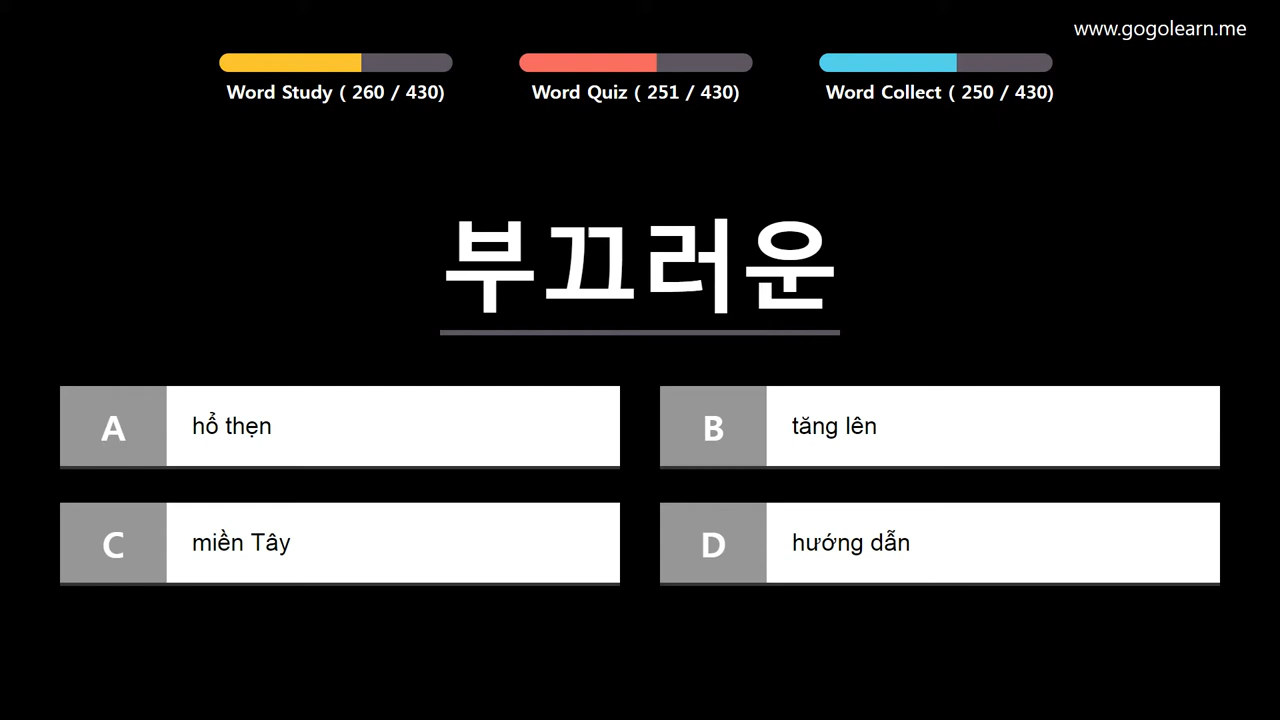 www.gogolearn.me
Word Study ( 260 / 430)
Word Quiz ( 251 / 430)
Word Collect ( 250 / 430)
부끄러운
A hổ thẹn
B tăng lên
C miền Tây
D hướng dẫn